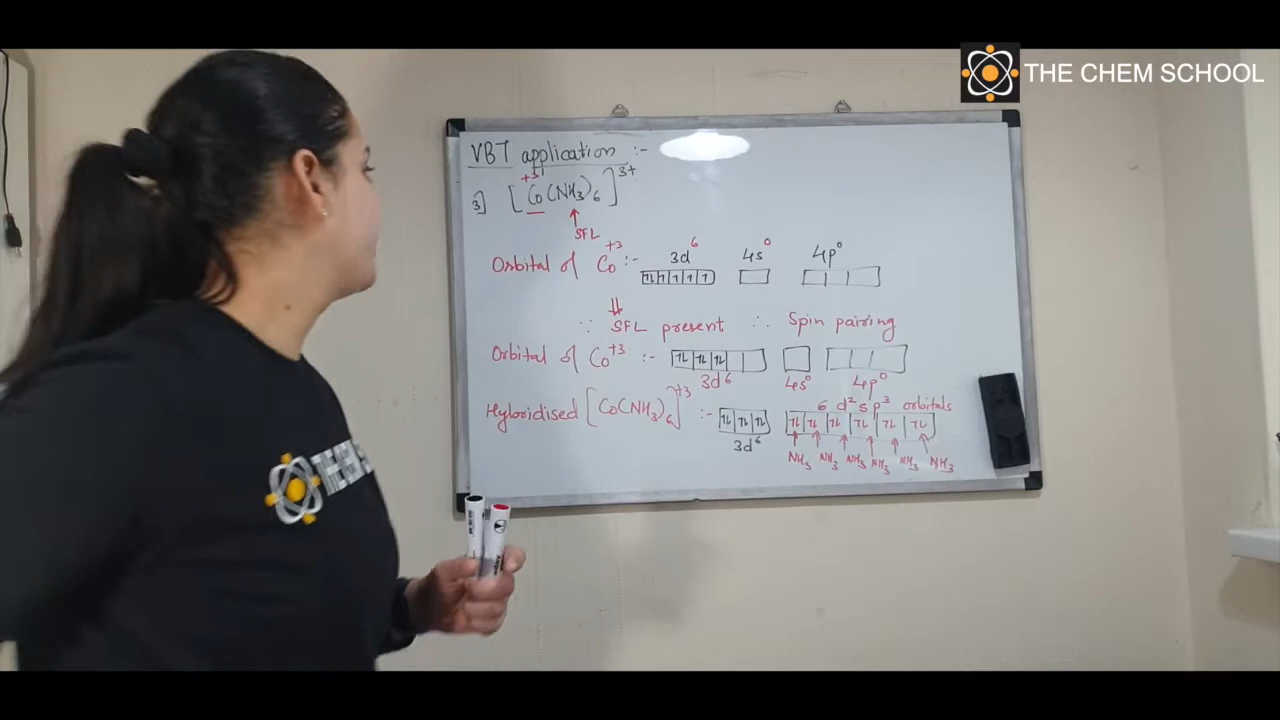 THE CHEM SCHOOL
VBT application :-
+3
3] [Co(NH3)6]3+
↑
SFL
Orbital of Co+3 :- 3d6 4s0 4p0
⇓
∵ SFL present ∴ Spin pairing
Orbital of Co+3 :-
3d6 4s0 4p0
Hybridised [Co(NH3)6]+3 :- 6 d2sp3 orbitals
3d6
NH3 NH3 NH3 NH3 NH3 NH3